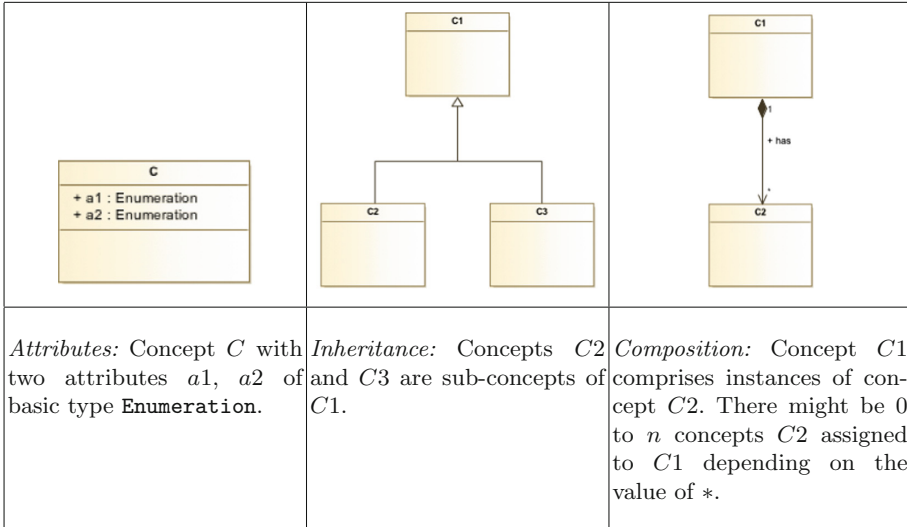 C
+ a1 : Enumeration
+ a2 : Enumeration
C1
C2
C3
C1
1
+ has
*
C2
Attributes: Concept C with
two attributes a1, a2 of
basic type Enumeration.
Inheritance: Concepts C2
and C3 are sub-concepts of
C1.
Composition: Concept C1
comprises instances of con-
cept C2. There might be 0
to n concepts C2 assigned
to C1 depending on the
value of *.